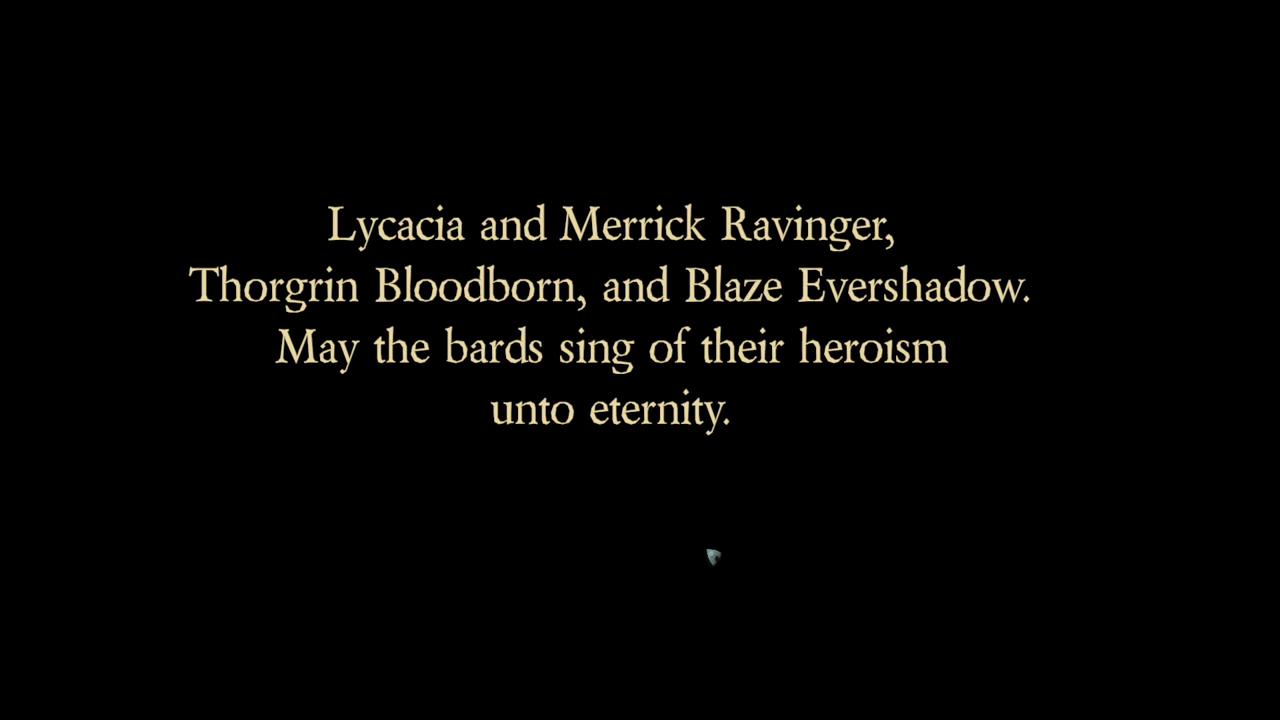 Lycacia and Merrick Ravinger,
Thorgrin Bloodborn, and Blaze Evershadow.
May the bards sing of their heroism
unto eternity.